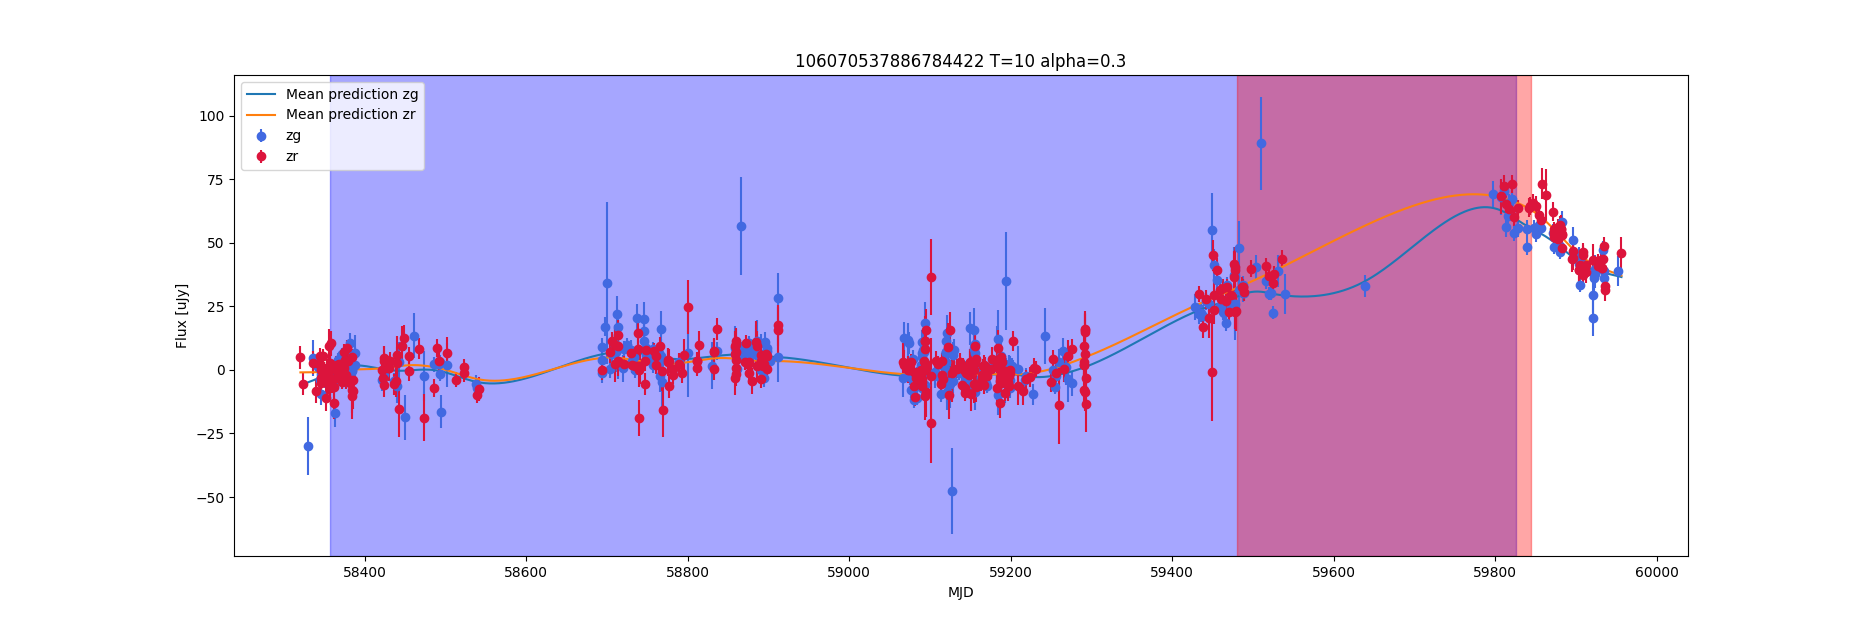 106070537886784422 T=10 alpha=0.3
Mean prediction zg
Mean prediction zr
zg
zr
Flux [uJy]
100
75
50
25
0
−25
−50
58400 58600 58800 59000 59200 59400 59600 59800 60000
MJD